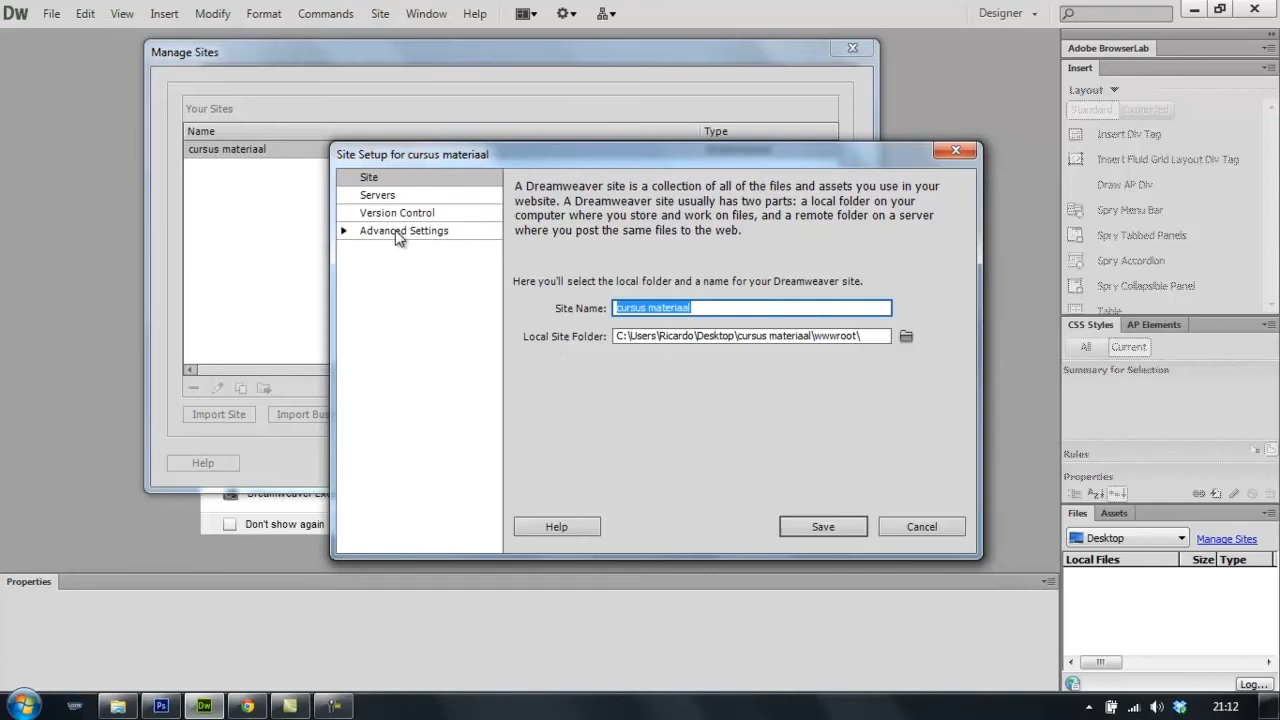 Dw File Edit View Insert Modify Format Commands Site Window Help Designer
Manage Sites
Your Sites
Name Type
cursus materiaal
Import Site Import Bus
Help
Don't show again
Site Setup for cursus materiaal
Site
Servers
Version Control
Advanced Settings
A Dreamweaver site is a collection of all of the files and assets you use in your
website. A Dreamweaver site usually has two parts: a local folder on your
computer where you store and work on files, and a remote folder on a server
where you post the same files to the web.
Here you'll select the local folder and a name for your Dreamweaver site.
Site Name: cursus materiaal
Local Site Folder: C:\Users\Ricardo\Desktop\cursus materiaal\wwwroot\
Help Save Cancel
Adobe BrowserLab
Insert
Layout
Standard Expanded
Insert Div Tag
Insert Fluid Grid Layout Div Tag
Draw AP Div
Spry Menu Bar
Spry Tabbed Panels
Spry Accordion
Spry Collapsible Panel
Table
CSS Styles AP Elements
All Current
Summary for Selection
Rules
Properties
Files Assets
Desktop Manage Sites
Local Files Size Type
Log...
Properties
Ps Dw 21:12